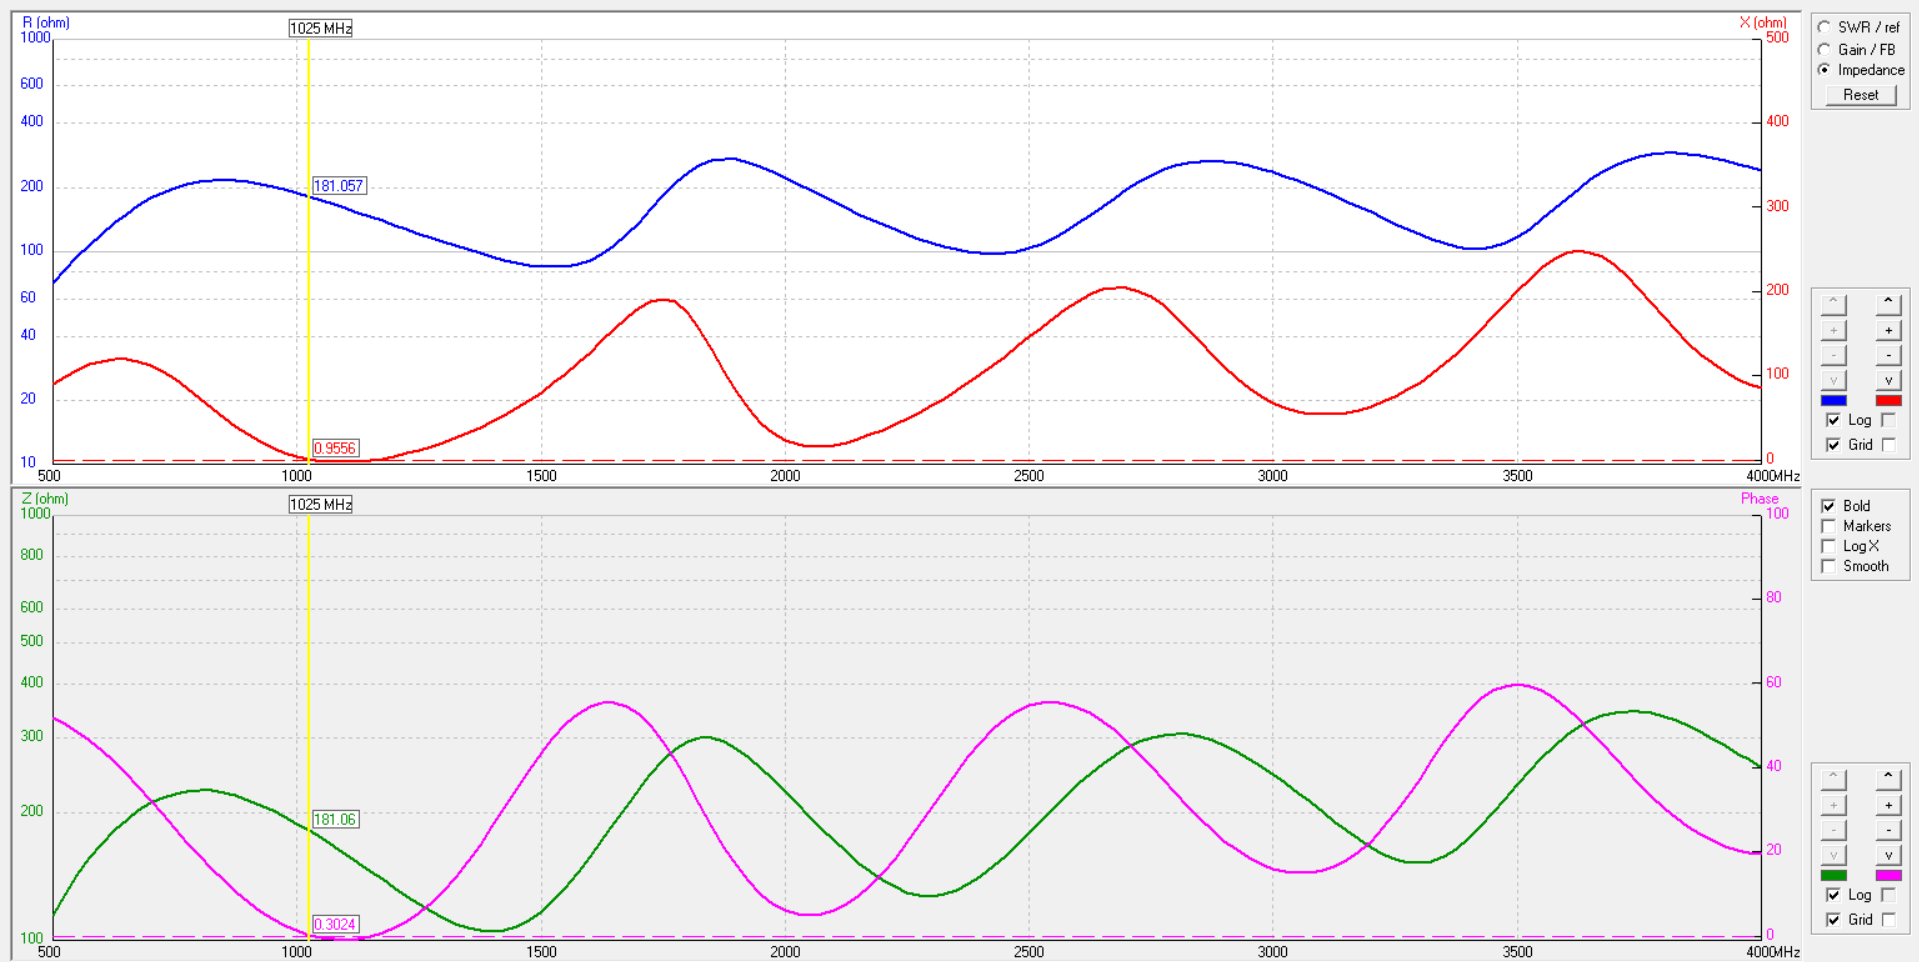 R (ohm)
1025 MHz
X (ohm)
1000
500
600
400
400
200
181.057
300
100
60
200
40
100
20
0.9556
10
0
500
1000
1500
2000
2500
3000
3500
4000MHz
Z (ohm)
1025 MHz
Phase
1000
100
800
80
600
500
400
60
300
40
200
181.06
20
0.3024
100
0
500
1000
1500
2000
2500
3000
3500
4000MHz
SWR / ref
Gain / FB
Impedance
Reset
^ ^
+ +
- -
v v
Log
Grid
Bold
Markers
Log X
Smooth
^ ^
+ +
- -
v v
Log
Grid